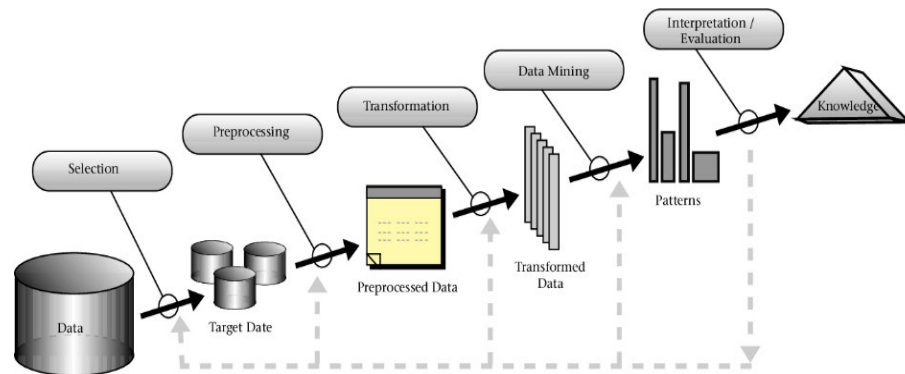 Interpretation /
Evaluation
Data Mining
Transformation
Preprocessing
Selection
Data
Target Date
Preprocessed Data
Transformed
Data
Patterns
Knowledge